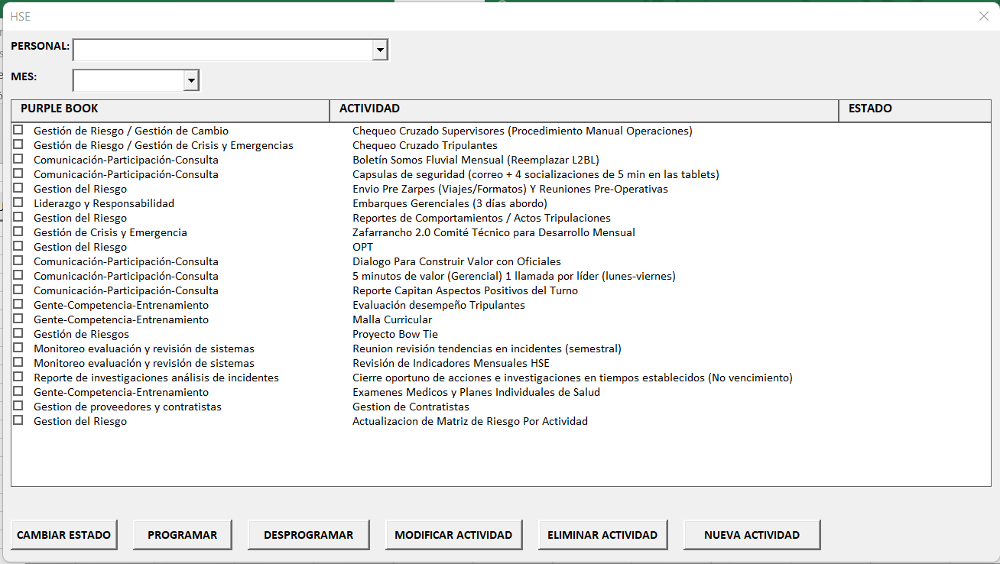 HSE
PERSONAL:
MES:
PURPLE BOOK ACTIVIDAD ESTADO
Gestión de Riesgo / Gestión de Cambio Chequeo Cruzado Supervisores (Procedimiento Manual Operaciones)
Gestión de Riesgo / Gestión de Crisis y Emergencias Chequeo Cruzado Tripulantes
Comunicación-Participación-Consulta Boletín Somos Fluvial Mensual (Reemplazar L2BL)
Comunicación-Participación-Consulta Capsulas de seguridad (correo + 4 socializaciones de 5 min en las tablets)
Gestion del Riesgo Envio Pre Zarpes (Viajes/Formatos) Y Reuniones Pre-Operativas
Liderazgo y Responsabilidad Embarques Gerenciales (3 días abordo)
Gestion del Riesgo Reportes de Comportamientos / Actos Tripulaciones
Gestión de Crisis y Emergencia Zafarrancho 2.0 Comité Técnico para Desarrollo Mensual
Gestion del Riesgo OPT
Comunicación-Participación-Consulta Dialogo Para Construir Valor con Oficiales
Comunicación-Participación-Consulta 5 minutos de valor (Gerencial) 1 llamada por líder (lunes-viernes)
Comunicación-Participación-Consulta Reporte Capitan Aspectos Positivos del Turno
Gente-Competencia-Entrenamiento Evaluación desempeño Tripulantes
Gente-Competencia-Entrenamiento Malla Curricular
Gestión de Riesgos Proyecto Bow Tie
Monitoreo evaluación y revisión de sistemas Reunion revisión tendencias en incidentes (semestral)
Monitoreo evaluación y revisión de sistemas Revisión de Indicadores Mensuales HSE
Reporte de investigaciones análisis de incidentes Cierre oportuno de acciones e investigaciones en tiempos establecidos (No vencimiento)
Gente-Competencia-Entrenamiento Examenes Medicos y Planes Individuales de Salud
Gestion de proveedores y contratistas Gestion de Contratistas
Gestion del Riesgo Actualizacion de Matriz de Riesgo Por Actividad
CAMBIAR ESTADO PROGRAMAR DESPROGRAMAR MODIFICAR ACTIVIDAD ELIMINAR ACTIVIDAD NUEVA ACTIVIDAD